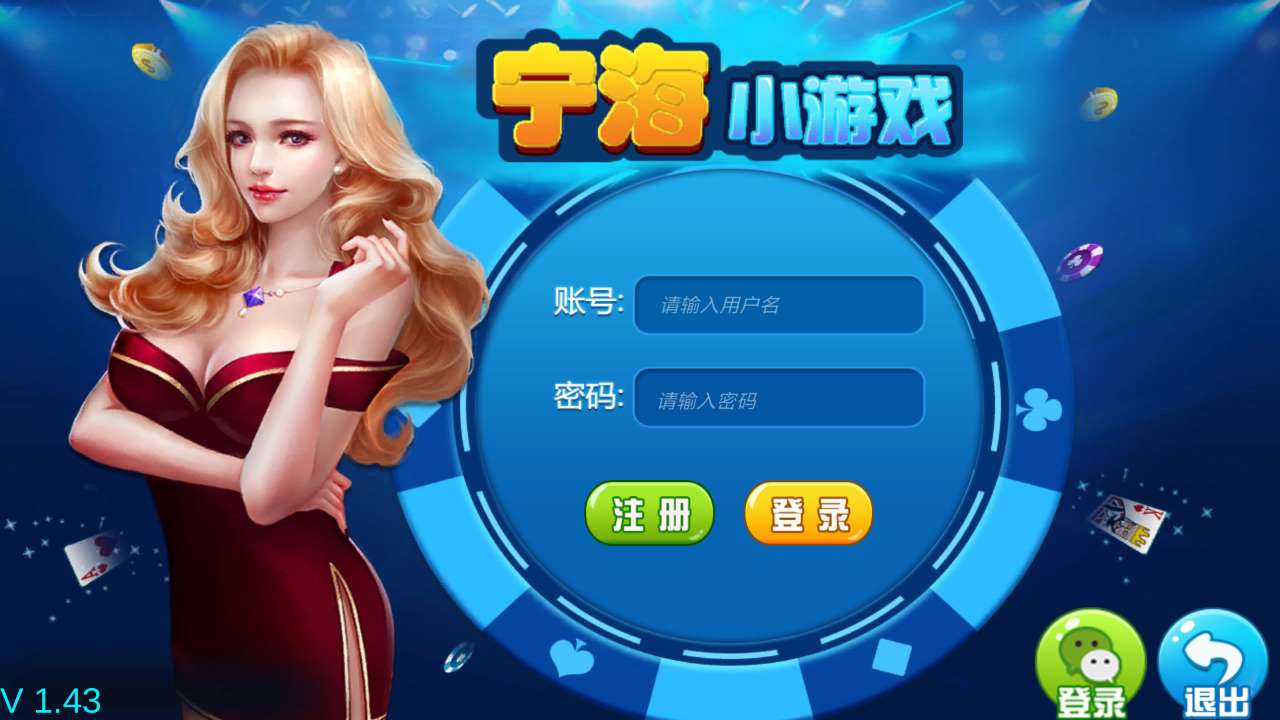 宁海小游戏
账号: 请输入用户名
密码: 请输入密码
注册 登录
登录 退出
V 1.43